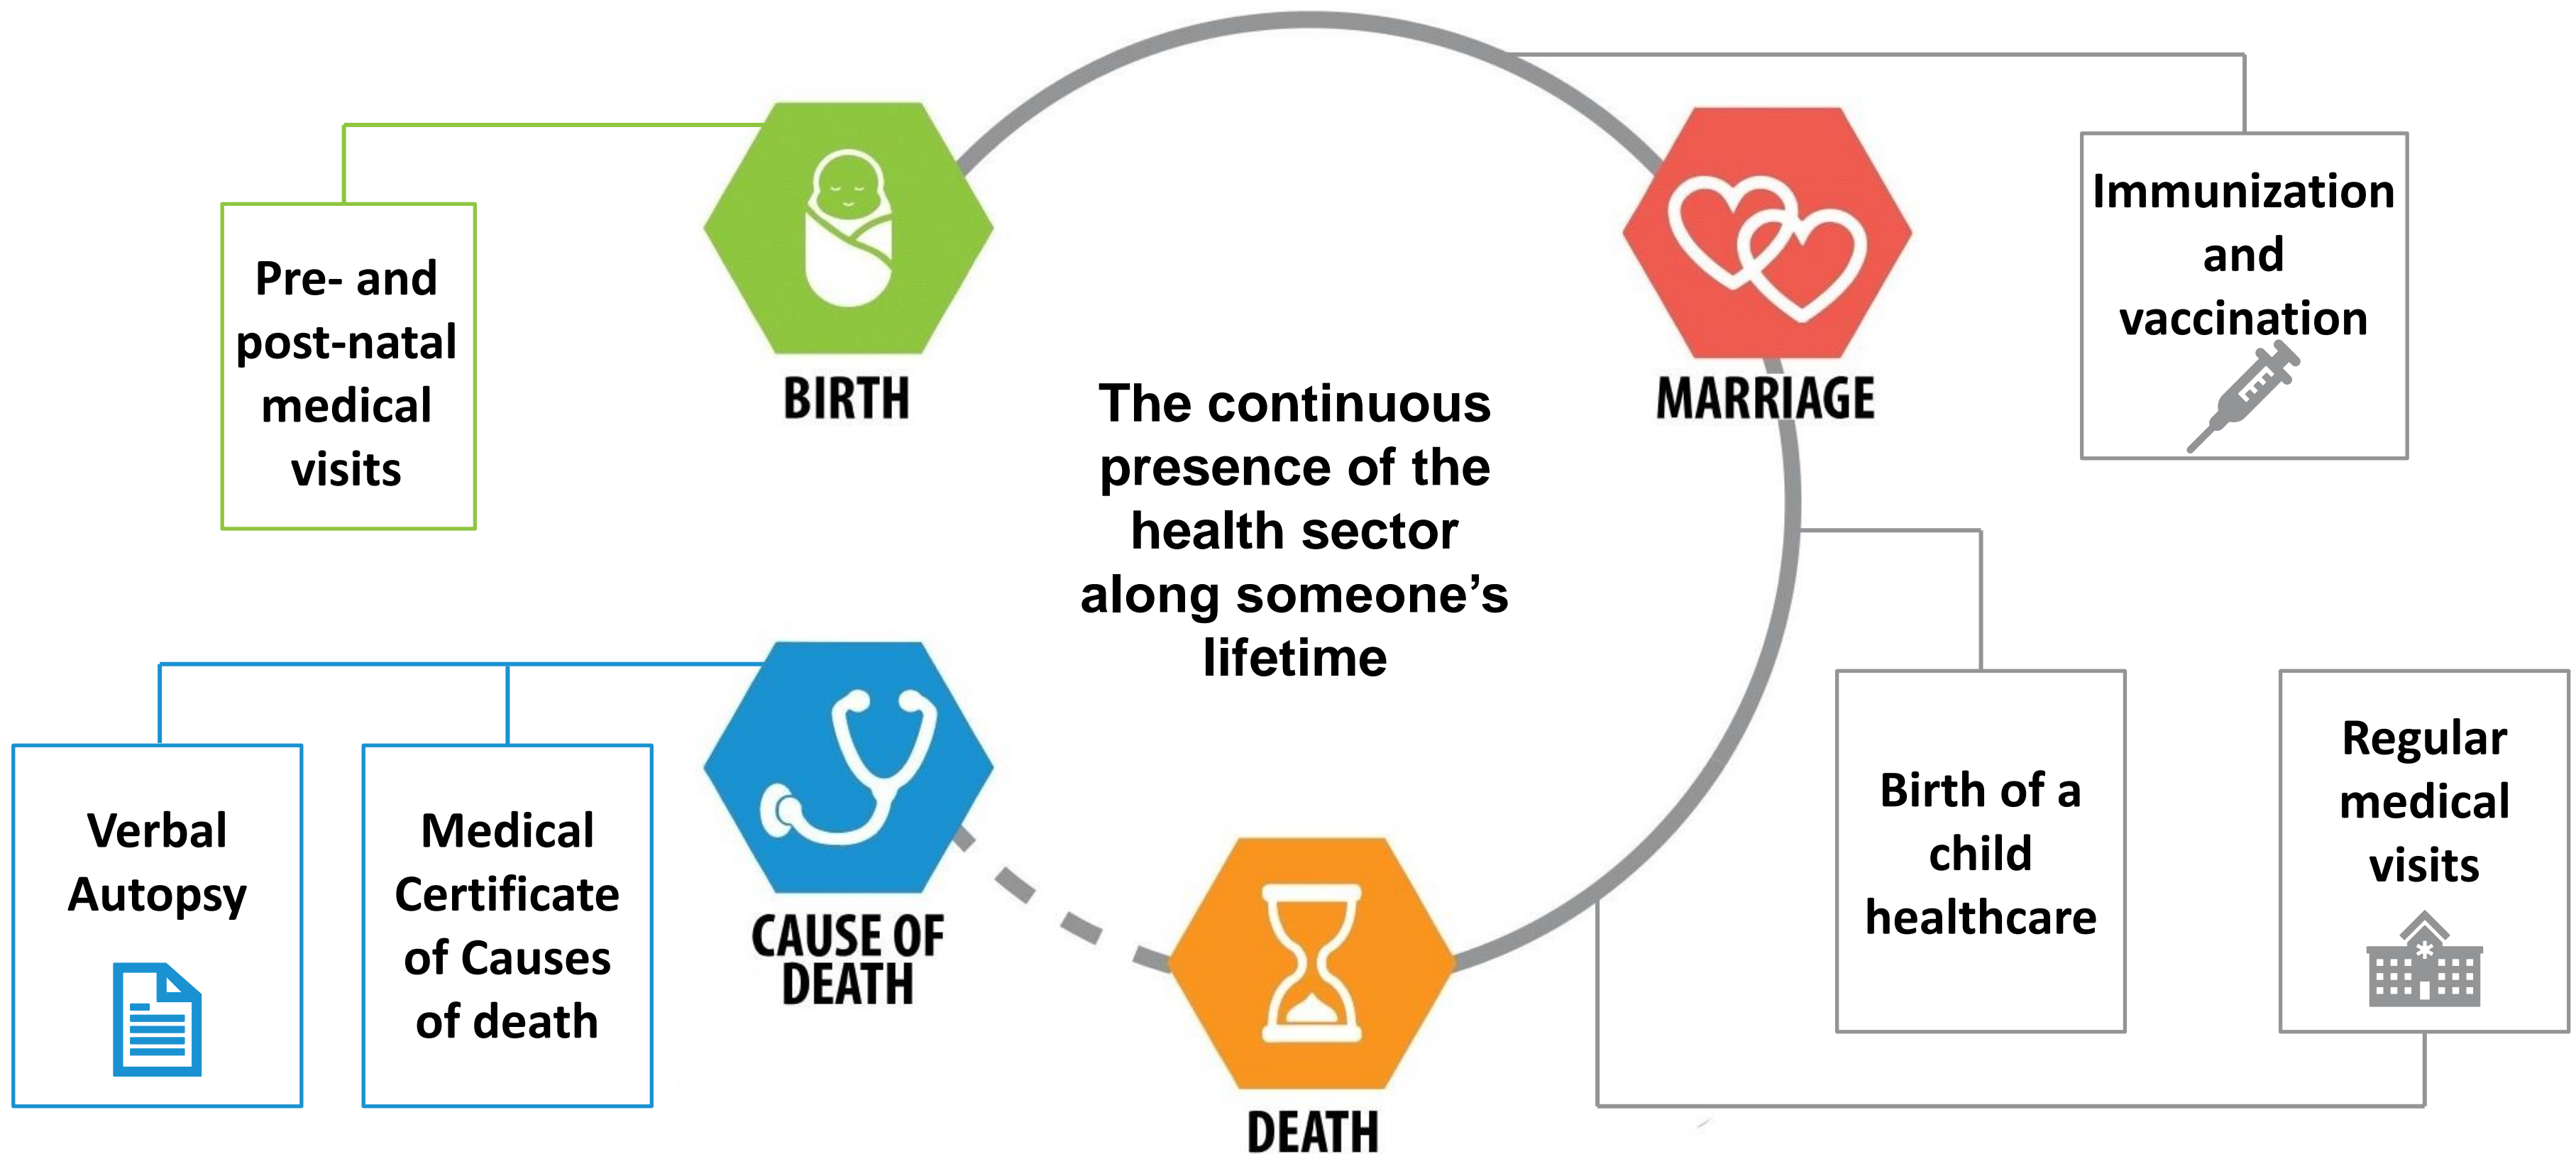 Pre- and
post-natal
medical
visits
BIRTH
MARRIAGE
Immunization
and
vaccination
The continuous
presence of the
health sector
along someone’s
lifetime
Verbal
Autopsy
Medical
Certificate
of Causes
of death
CAUSE OF
DEATH
DEATH
Birth of a
child
healthcare
Regular
medical
visits